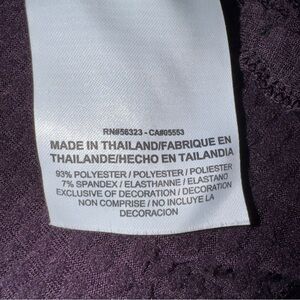 RN#56323 - CA#05553
MADE IN THAILAND/FABRIQUE EN
THAILANDE/HECHO EN TAILANDIA
93% POLYESTER / POLYESTER / POLIÉSTER
7% SPANDEX / ELASTHANNE / ELASTANO
EXCLUSIVE OF DECORATION / DECORATION
NON COMPRISE / NO INCLUYE LA
DECORACION